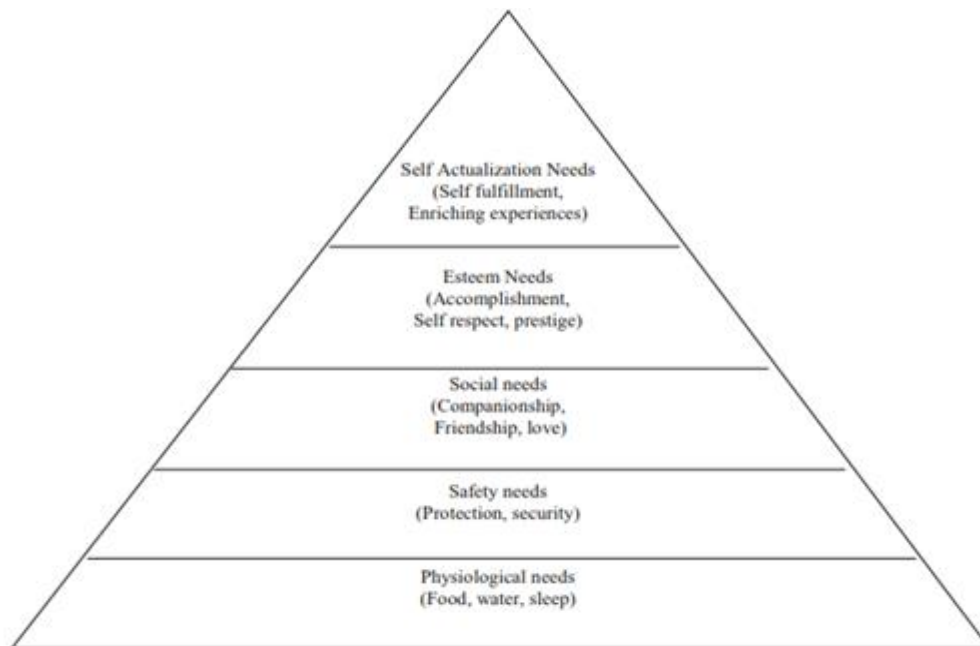 Self Actualization Needs
(Self fulfillment,
Enriching experiences)
Esteem Needs
(Accomplishment,
Self respect, prestige)
Social needs
(Companionship,
Friendship, love)
Safety needs
(Protection, security)
Physiological needs
(Food, water, sleep)